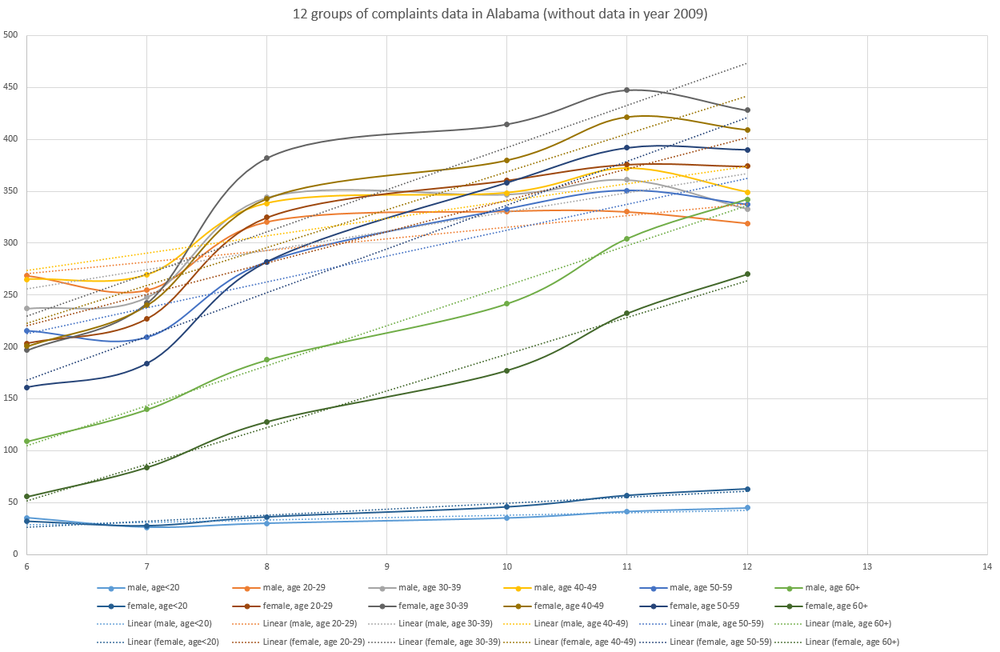 12 groups of complaints data in Alabama (without data in year 2009)
500
450
400
350
300
250
200
150
100
50
0
6 7 8 9 10 11 12 13 14
male, age<20 male, age 20-29 male, age 30-39 male, age 40-49 male, age 50-59 male, age 60+
female, age<20 female, age 20-29 female, age 30-39 female, age 40-49 female, age 50-59 female, age 60+
Linear (male, age<20) Linear (male, age 20-29) Linear (male, age 30-39) Linear (male, age 40-49) Linear (male, age 50-59) Linear (male, age 60+)
Linear (female, age<20) Linear (female, age 20-29) Linear (female, age 30-39) Linear (female, age 40-49) Linear (female, age 50-59) Linear (female, age 60+)